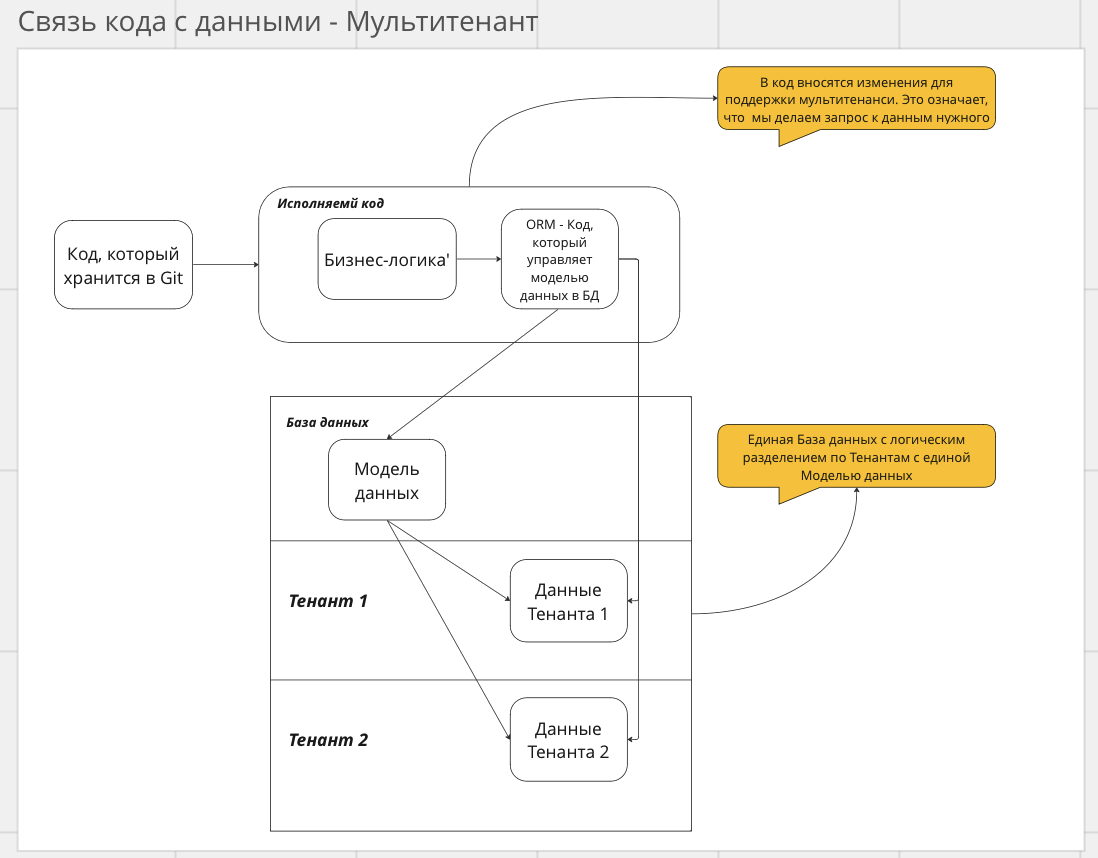 Связь кода с данными - Мультитенант
В код вносятся изменения для
поддержки мультитенанси. Это означает,
что мы делаем запрос к данным нужного
Исполняемй код
Код, который
хранится в Git
Бизнес-логика'
ORM - Код,
который
управляет
моделью
данных в БД
База данных
Модель
данных
Единая База данных с логическим
разделением по Тенантам с единой
Моделью данных
Тенант 1
Данные
Тенанта 1
Тенант 2
Данные
Тенанта 2